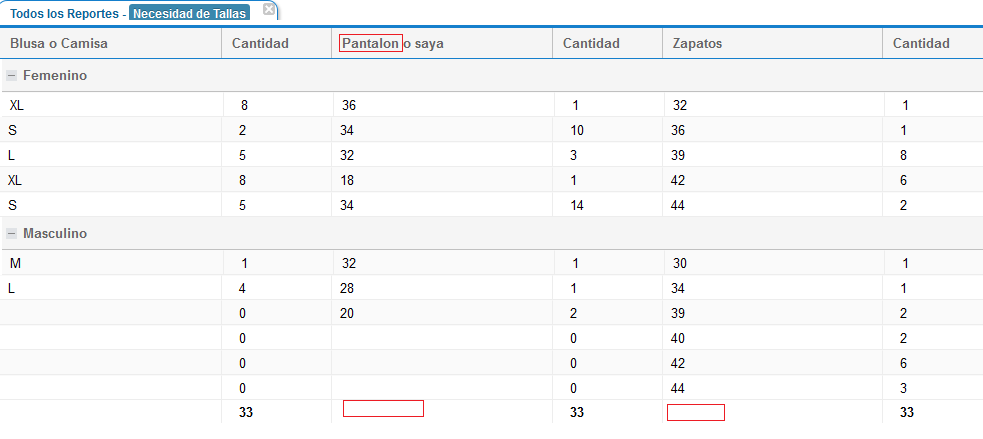 Todos los Reportes - Necesidad de Tallas
Blusa o Camisa Cantidad Pantalon o saya Cantidad Zapatos Cantidad
Femenino
XL 8 36 1 32 1
S 2 34 10 36 1
L 5 32 3 39 8
XL 8 18 1 42 6
S 5 34 14 44 2
Masculino
M 1 32 1 30 1
L 4 28 1 34 1
0 20 2 39 2
0 0 40 2
0 0 42 6
0 0 44 3
33 33 33